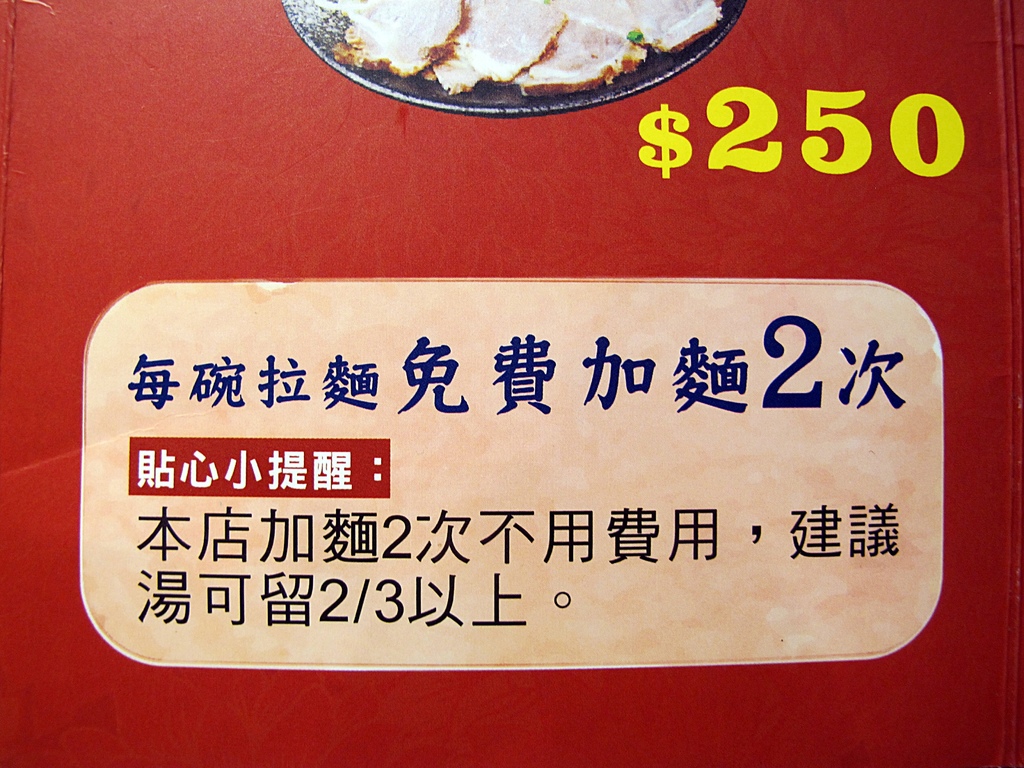 $250
每碗拉麵免費加麵2次
貼心小提醒：
本店加麵2次不用費用，建議
湯可留2/3以上。